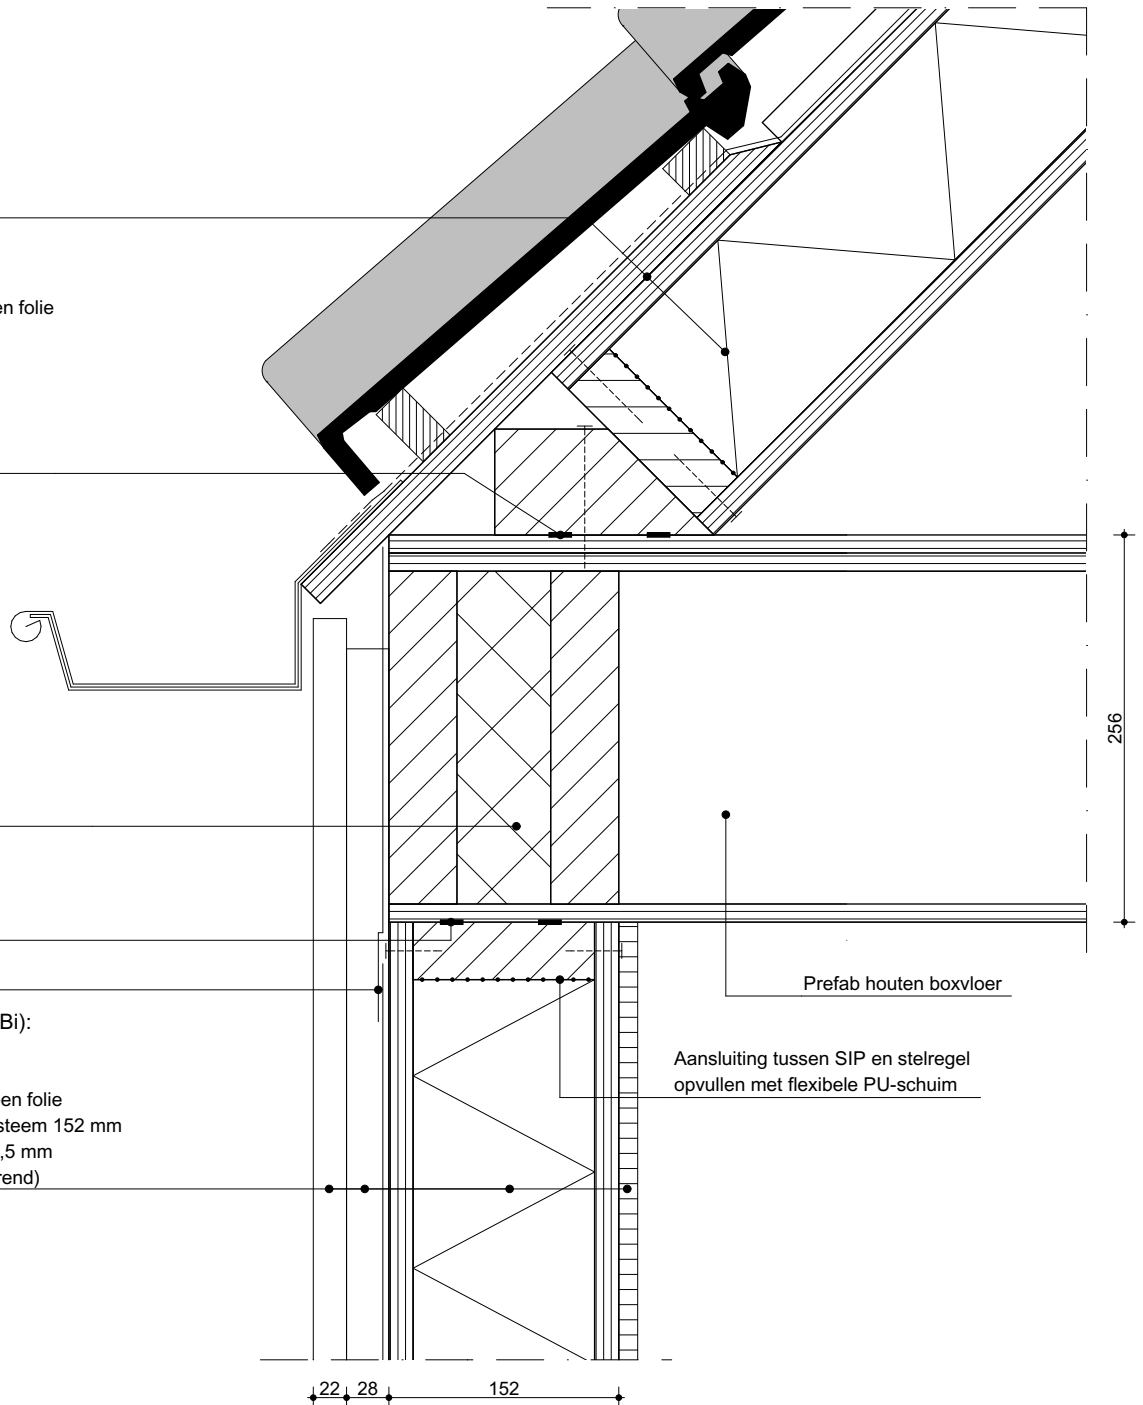 en folie
256
Prefab houten boxvloer
Bi):
Aansluiting tussen SIP en stelregel
opvullen met flexibele PU-schuim
en folie
steem 152 mm
,5 mm
rend)
22 28 152